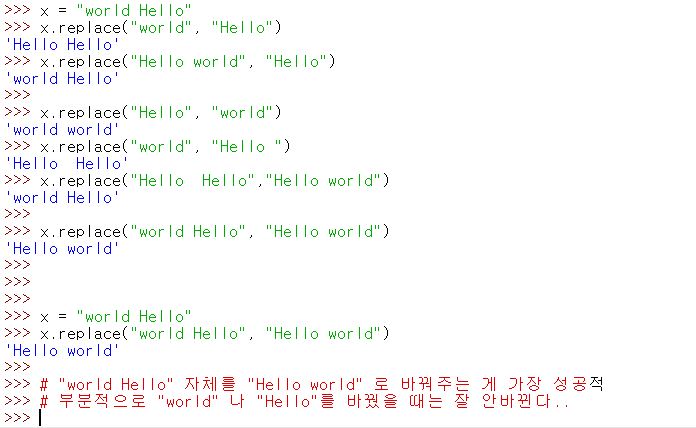 >>> x = "world Hello"
>>> x.replace("world", "Hello")
'Hello Hello'
>>> x.replace("Hello world", "Hello")
'world Hello'
>>>
>>> x.replace("Hello", "world")
'world world'
>>> x.replace("world", "Hello ")
'Hello  Hello'
>>> x.replace("Hello  Hello","Hello world")
'world Hello'
>>>
>>> x.replace("world Hello", "Hello world")
'Hello world'
>>>
>>>
>>>
>>> x = "world Hello"
>>> x.replace("world Hello", "Hello world")
'Hello world'
>>>
>>> # "world Hello" 자체를 "Hello world" 로 바꿔주는 게 가장 성공적
>>> # 부분적으로 "world" 나 "Hello"를 바꿨을 때는 잘 안바뀐다..
>>>